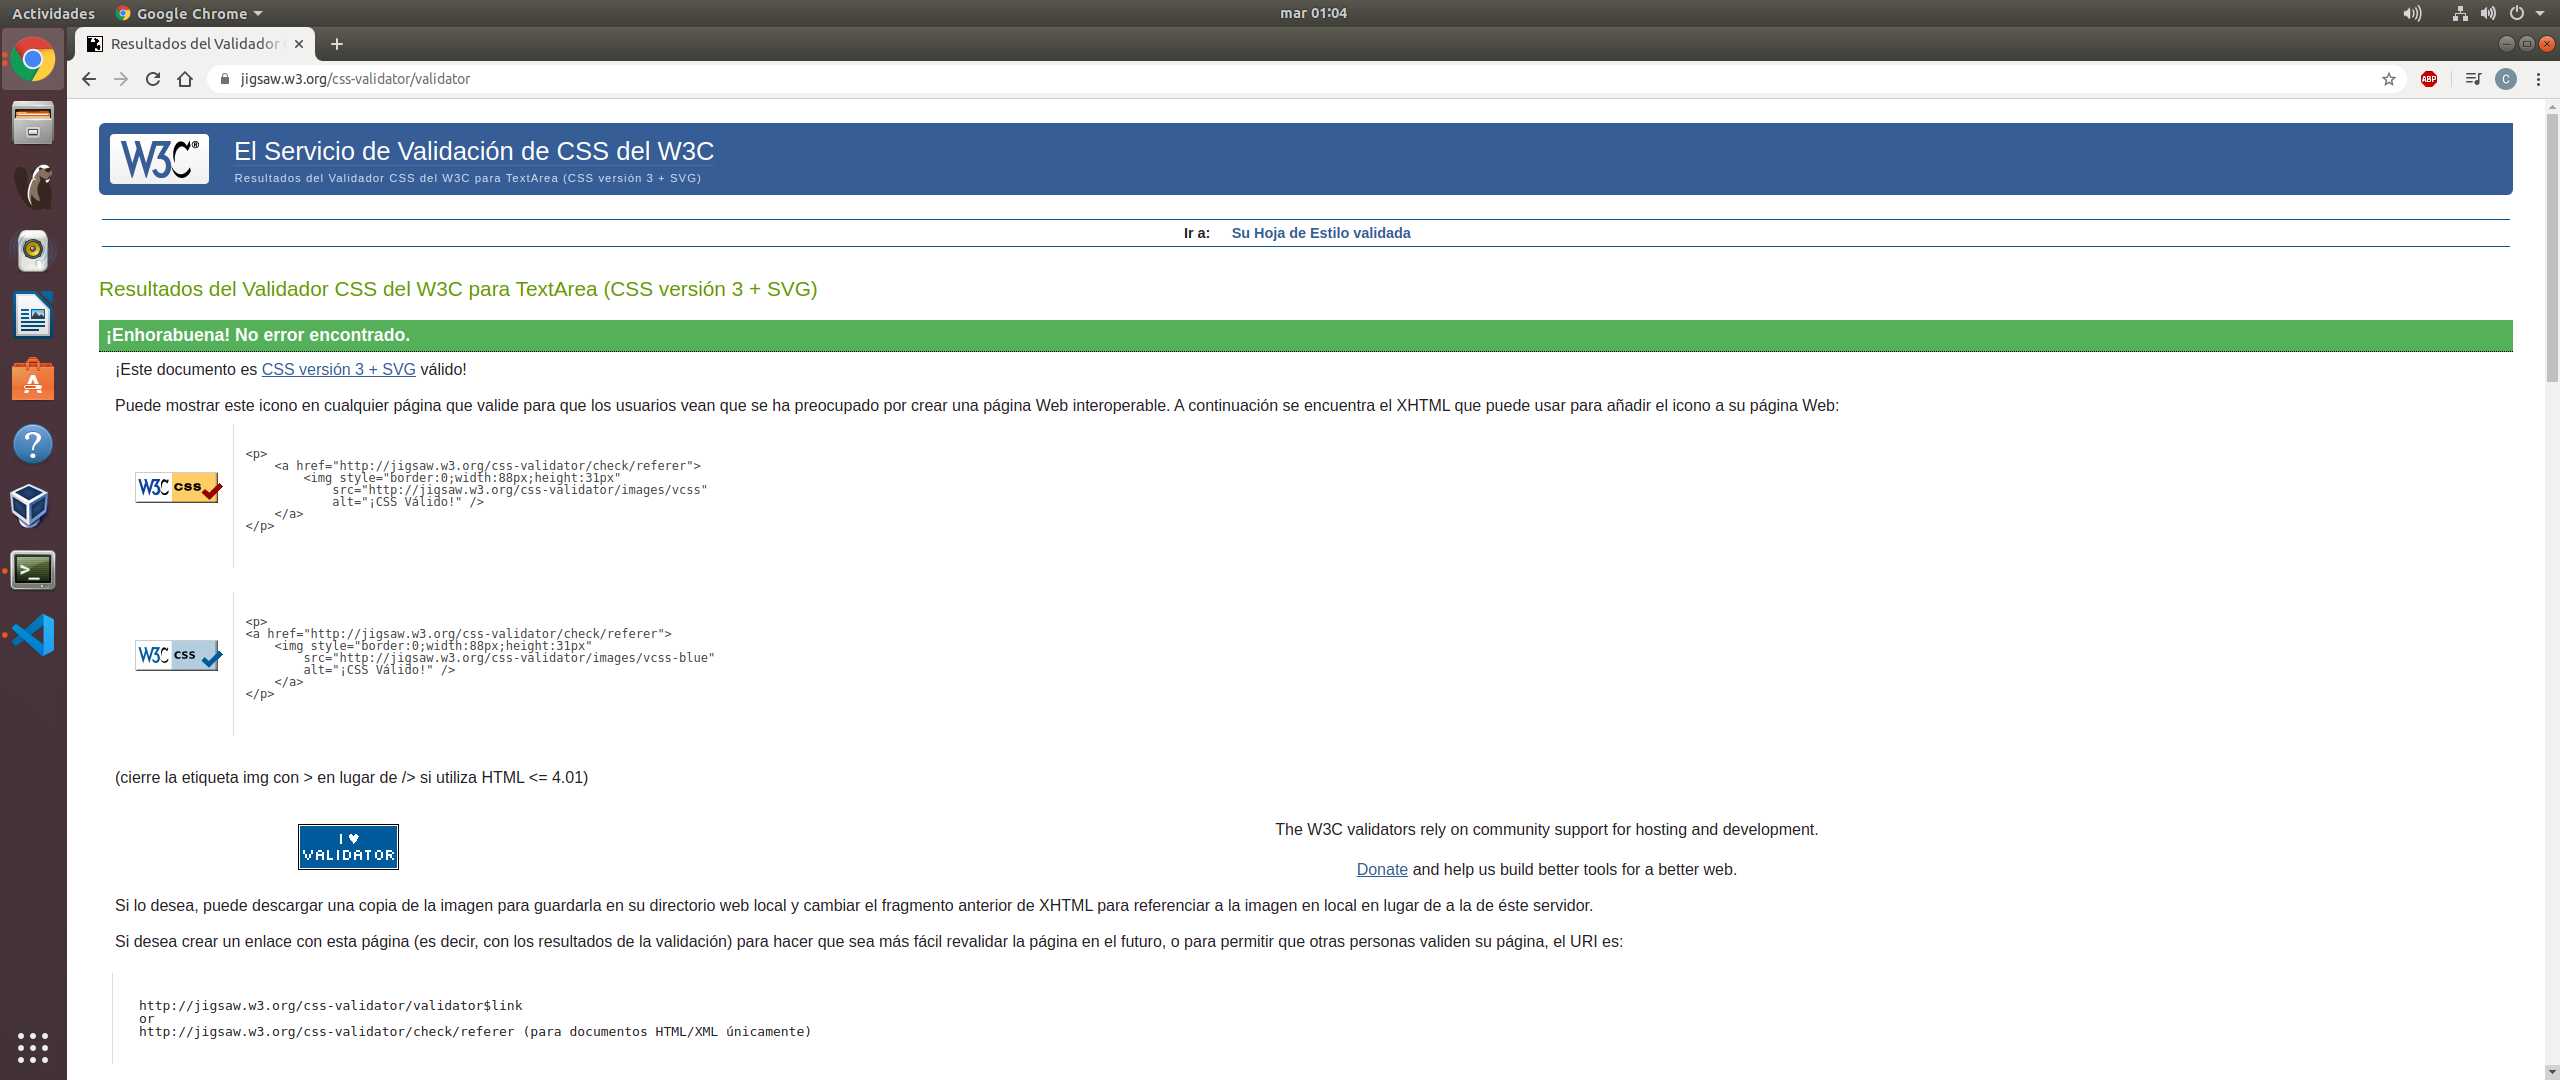 Actividades
Google Chrome
mar 01:04
Resultados del Validador
jigsaw.w3.org/css-validator/validator
ABP
C
W3C®
El Servicio de Validación de CSS del W3C
Resultados del Validador CSS del W3C para TextArea (CSS versión 3 + SVG)
Ir a: Su Hoja de Estilo validada
Resultados del Validador CSS del W3C para TextArea (CSS versión 3 + SVG)
¡Enhorabuena! No error encontrado.
¡Este documento es CSS versión 3 + SVG válido!
Puede mostrar este icono en cualquier página que valide para que los usuarios vean que se ha preocupado por crear una página Web interoperable. A continuación se encuentra el XHTML que puede usar para añadir el icono a su página Web:
W3C css
<p>
<a href="http://jigsaw.w3.org/css-validator/check/referer">
<img style="border:0;width:88px;height:31px"
src="http://jigsaw.w3.org/css-validator/images/vcss"
alt="¡CSS Válido!" />
</a>
</p>
W3C css
<p>
<a href="http://jigsaw.w3.org/css-validator/check/referer">
<img style="border:0;width:88px;height:31px"
src="http://jigsaw.w3.org/css-validator/images/vcss-blue"
alt="¡CSS Válido!" />
</a>
</p>
(cierre la etiqueta img con > en lugar de /> si utiliza HTML <= 4.01)
I ♥
VALIDATOR
The W3C validators rely on community support for hosting and development.
Donate and help us build better tools for a better web.
Si lo desea, puede descargar una copia de la imagen para guardarla en su directorio web local y cambiar el fragmento anterior de XHTML para referenciar a la imagen en local en lugar de a la de éste servidor.
Si desea crear un enlace con esta página (es decir, con los resultados de la validación) para hacer que sea más fácil revalidar la página en el futuro, o para permitir que otras personas validen su página, el URI es:
http://jigsaw.w3.org/css-validator/validator$link
or
http://jigsaw.w3.org/css-validator/check/referer (para documentos HTML/XML únicamente)